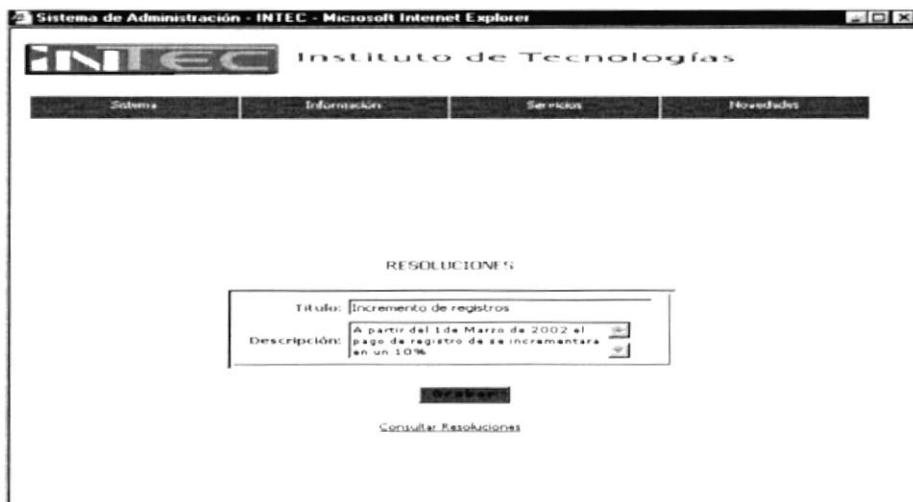 Sistema de Administración - INTEC - Microsoft Internet Explorer
INTEC Instituto de Tecnologías
Sistema Información Servicios Novedades
RESOLUCIONES
Título: Incremento de registros
Descripción: A partir del 1de Marzo de 2002 el
pago de registro de se incrementara
en un 10%
Grabar
Consultar Resoluciones